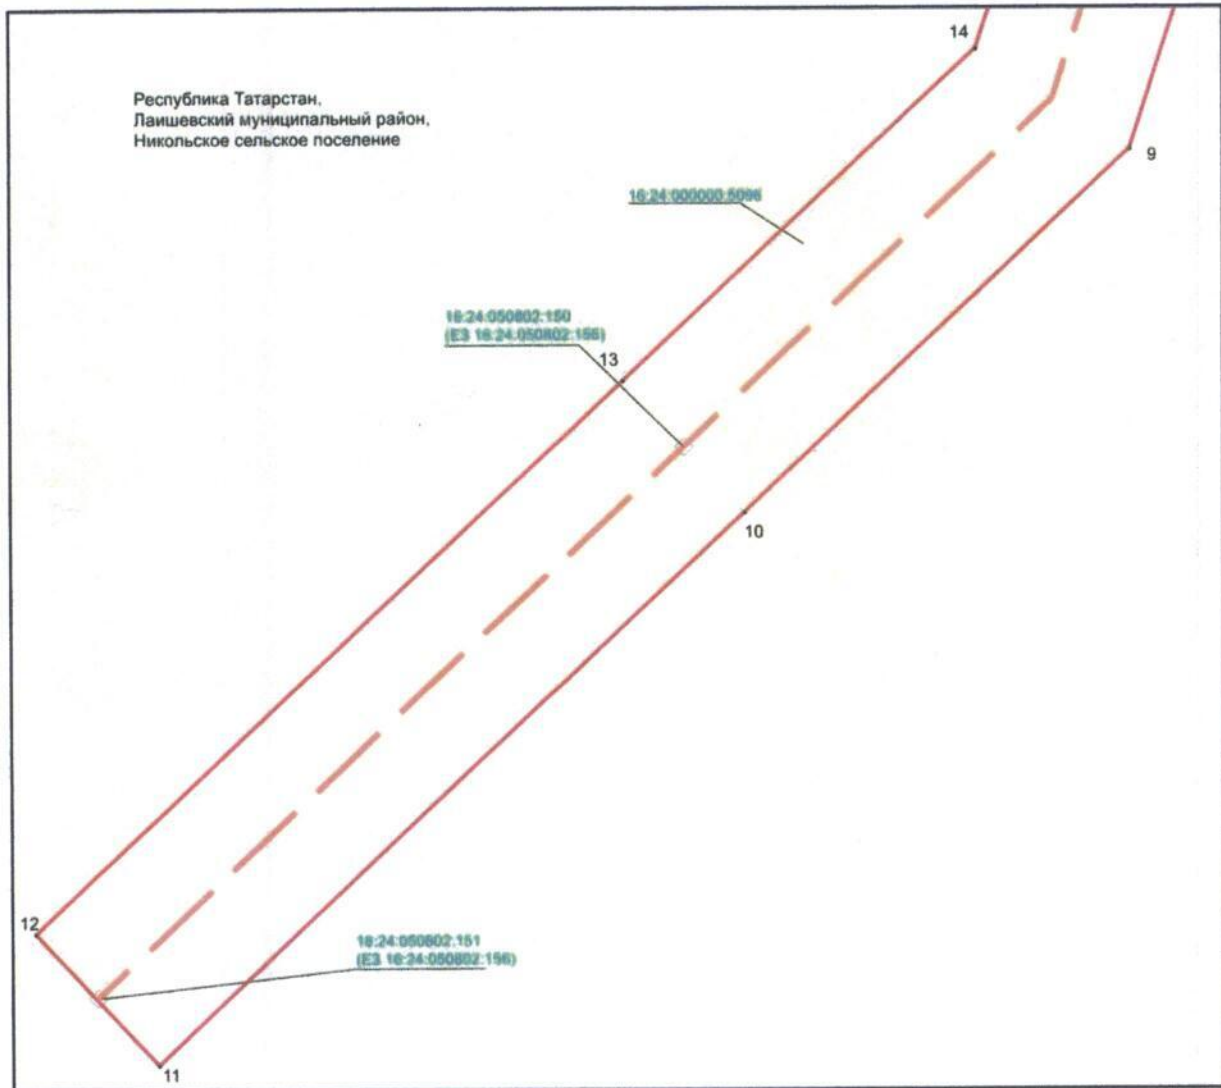 14
Республика Татарстан,
Лаишевский муниципальный район,
Никольское сельское поселение
9
16:24:000000:5096
16:24:050802:150
(ЕЗ 16:24:050802:156)
13
10
12
16:24:050802:151
(ЕЗ 16:24:050802:156)
11